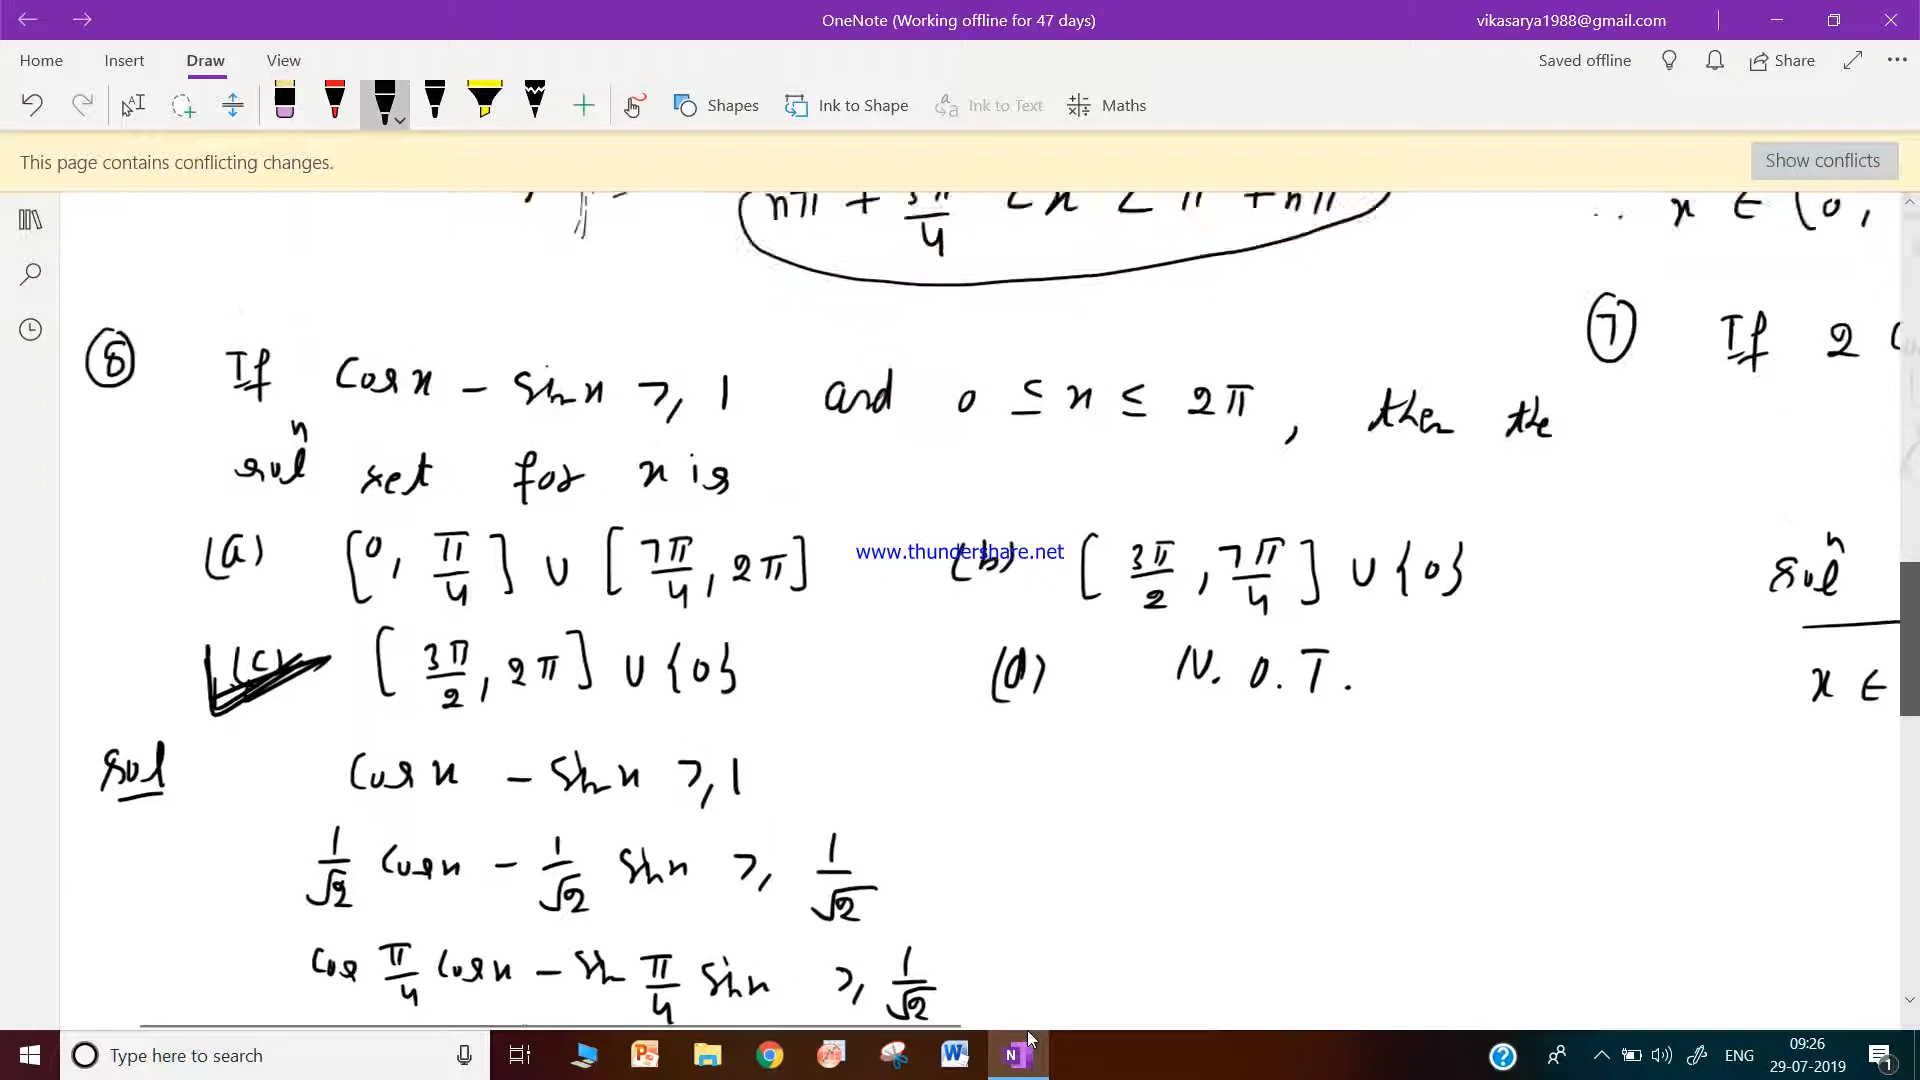 OneNote (Working offline for 47 days)
vikasarya1988@gmail.com
Home Insert Draw View
Saved offline Share
Shapes Ink to Shape Ink to Text Maths
This page contains conflicting changes.
Show conflicts
nπ + 3π/4 < x < π + nπ
∴ x ∈ (0,
⑧ If cos x - sin x ≥ 1 and 0 ≤ x ≤ 2π, then the
solⁿ set for x is
(a) [0, π/4] ∪ [7π/4, 2π] (b) [3π/2, 7π/4] ∪ {0}
www.thundershare.net
(c) [3π/2, 2π] ∪ {0} (d) N. O. T.
sol cos x - sin x ≥ 1
1/√2 cos x - 1/√2 sin x ≥ 1/√2
cos π/4 cos x - sin π/4 sin x ≥ 1/√2
⑦ If 2
solⁿ
x ∈
Type here to search
ENG
09:26
29-07-2019
1